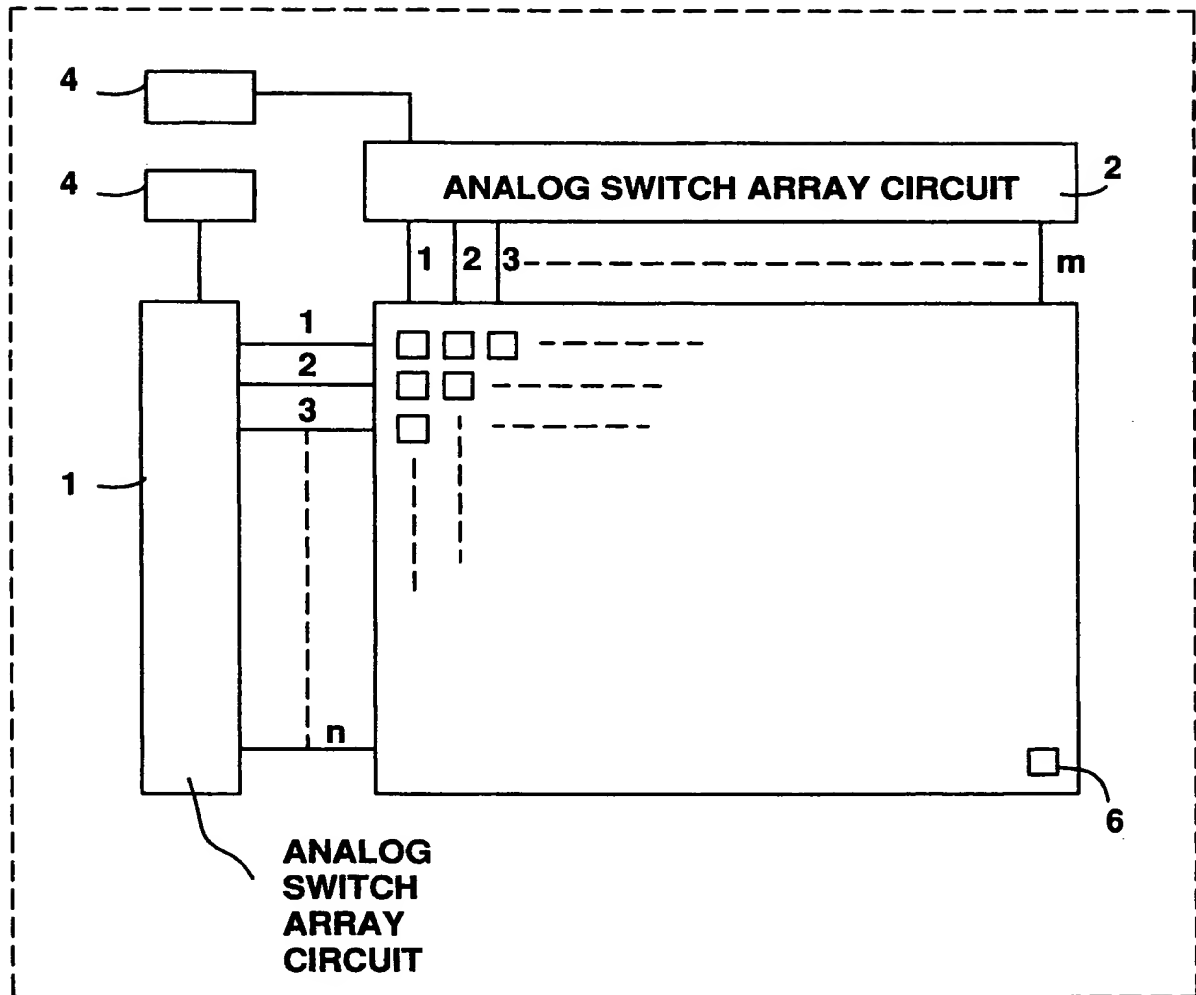 4
4
ANALOG SWITCH ARRAY CIRCUIT
2
1 2 3 m
1
2
3
1
n
6
ANALOG
SWITCH
ARRAY
CIRCUIT